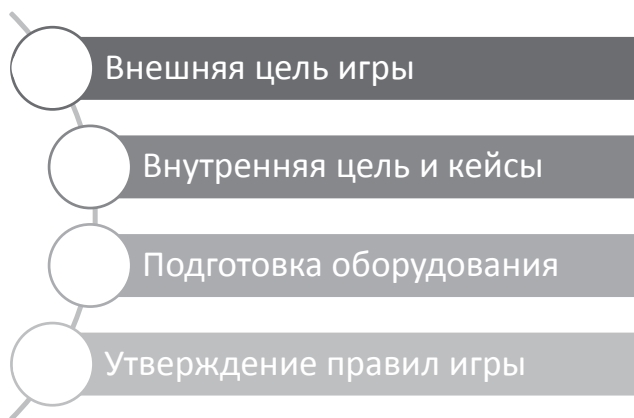 Внешняя цель игры
Внутренняя цель и кейсы
Подготовка оборудования
Утверждение правил игры